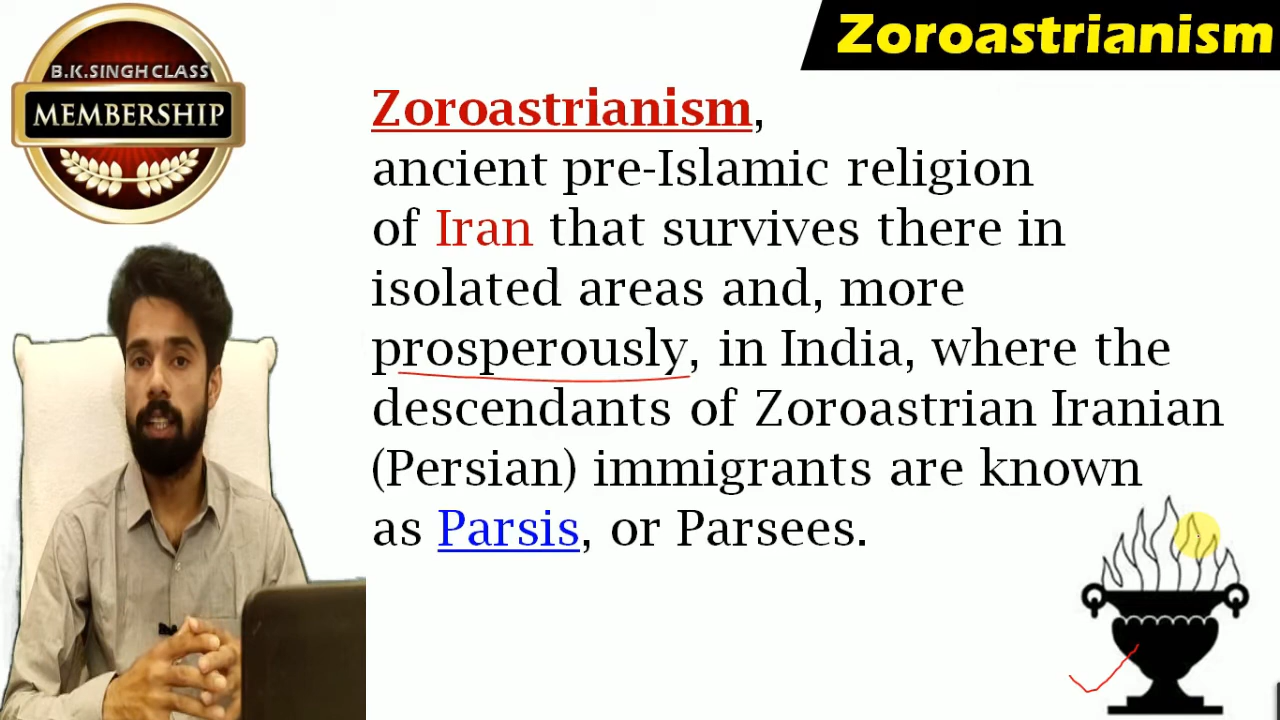 Zoroastrianism
B.K.SINGH CLASS
MEMBERSHIP
Zoroastrianism,
ancient pre-Islamic religion
of Iran that survives there in
isolated areas and, more
prosperously, in India, where the
descendants of Zoroastrian Iranian
(Persian) immigrants are known
as Parsis, or Parsees.